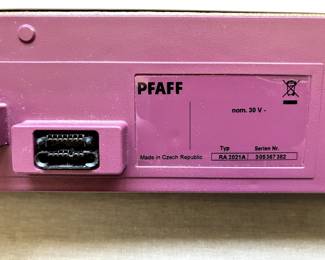 PFAFF
nom. 30 V -
Typ Serien Nr.
Made in Czech Republic RA 2021A 305367382